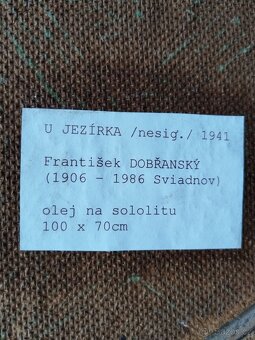 U JEZÍRKA /nesig./ 1941
František DOBŘANSKÝ
(1906 - 1986 Sviadnov)
olej na sololitu
100 x 70cm